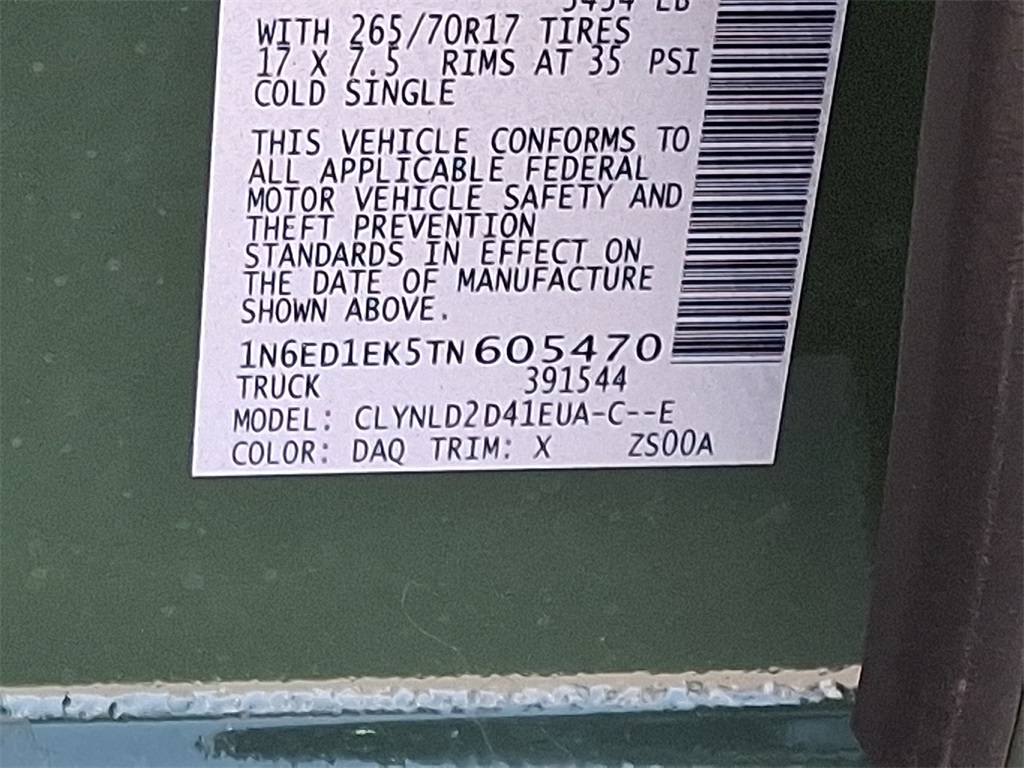 LB
WITH 265/70R17 TIRES
17 X 7.5 RIMS AT 35 PSI
COLD SINGLE
THIS VEHICLE CONFORMS TO
ALL APPLICABLE FEDERAL
MOTOR VEHICLE SAFETY AND
THEFT PREVENTION
STANDARDS IN EFFECT ON
THE DATE OF MANUFACTURE
SHOWN ABOVE.
1N6ED1EK5TN605470
TRUCK 391544
MODEL: CLYNLD2D41EUA-C--E
COLOR: DAQ TRIM: X ZS00A